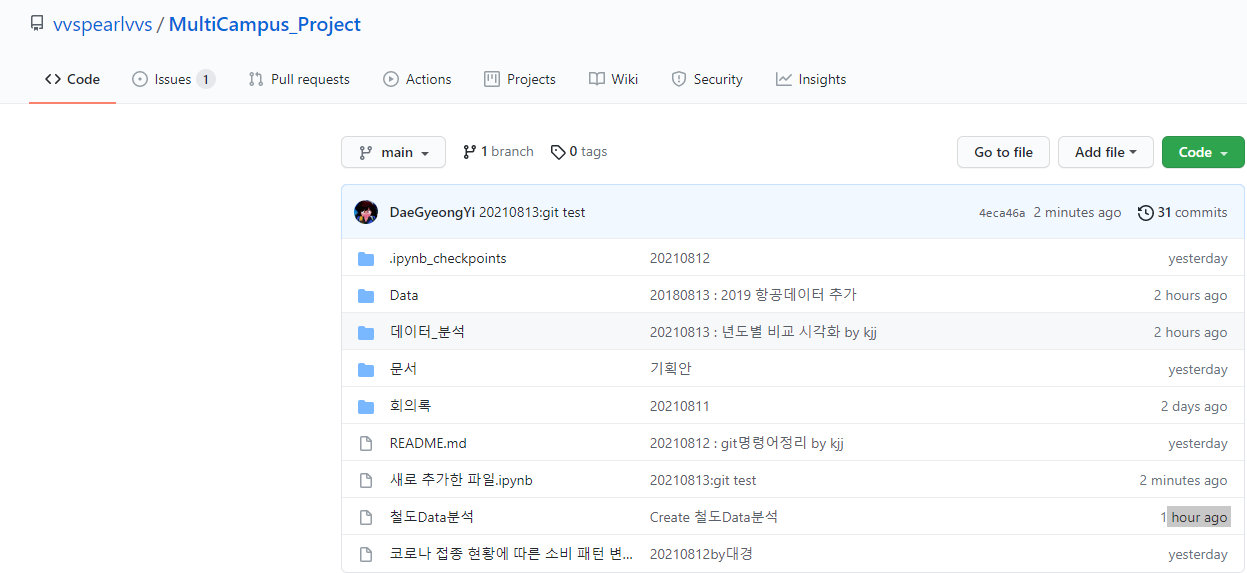 vvspearlvvs / MultiCampus_Project
Code Issues 1 Pull requests Actions Projects Wiki Security Insights
main 1 branch 0 tags Go to file Add file Code
DaeGyeongYi 20210813:git test 4eca46a 2 minutes ago 31 commits
.ipynb_checkpoints 20210812 yesterday
Data 20180813 : 2019 항공데이터 추가 2 hours ago
데이터_분석 20210813 : 년도별 비교 시각화 by kjj 2 hours ago
문서 기획안 yesterday
회의록 20210811 2 days ago
README.md 20210812 : git명령어정리 by kjj yesterday
새로 추가한 파일.ipynb 20210813:git test 2 minutes ago
철도Data분석 Create 철도Data분석 1 hour ago
코로나 접종 현황에 따른 소비 패턴 변... 20210812by대경 yesterday